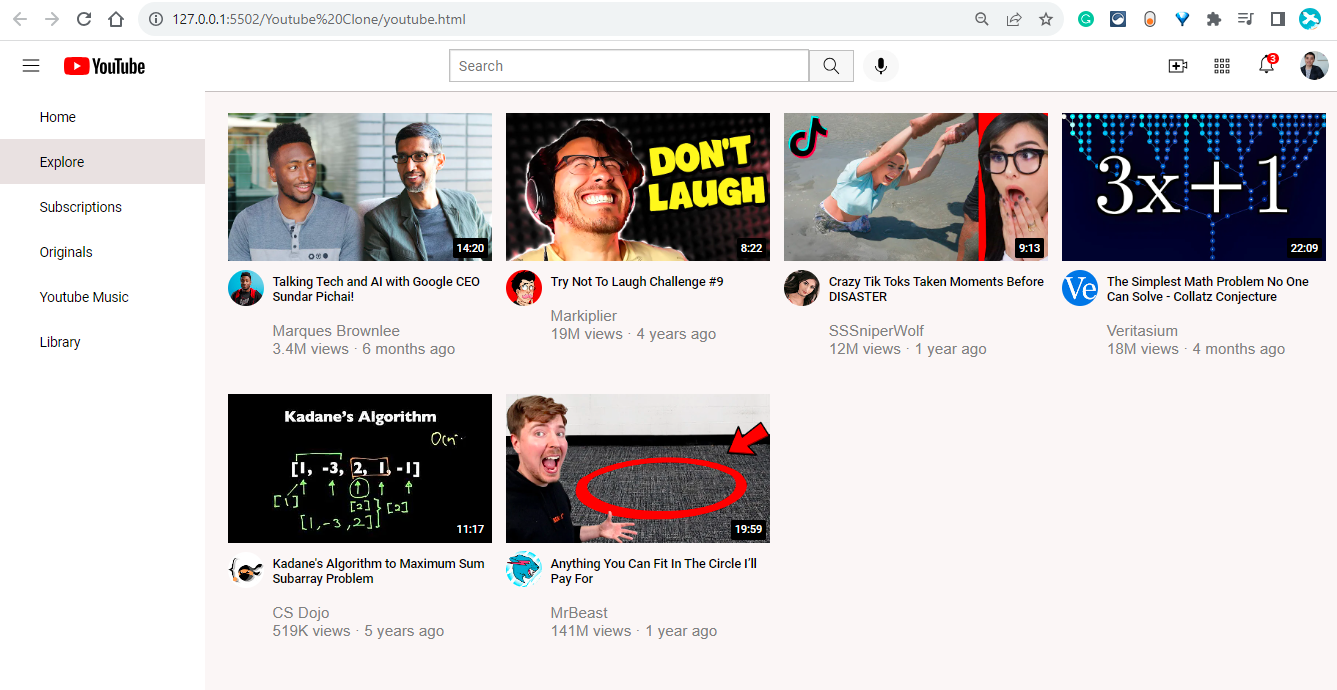 127.0.0.1:5502/Youtube%20Clone/youtube.html
YouTube
Search
3
Home
Explore
Subscriptions
Originals
Youtube Music
Library
14:20
Talking Tech and AI with Google CEO
Sundar Pichai!
Marques Brownlee
3.4M views · 6 months ago
DON'T
LAUGH
8:22
Try Not To Laugh Challenge #9
Markiplier
19M views · 4 years ago
9:13
Crazy Tik Toks Taken Moments Before
DISASTER
SSSniperWolf
12M views · 1 year ago
3x+1
22:09
Ve
The Simplest Math Problem No One
Can Solve - Collatz Conjecture
Veritasium
18M views · 4 months ago
Kadane's Algorithm
[1, -3, 2, 1, -1]
[1]
[2]
[2]
[1, -3, 2]
11:17
Kadane's Algorithm to Maximum Sum
Subarray Problem
CS Dojo
519K views · 5 years ago
19:59
Anything You Can Fit In The Circle I’ll
Pay For
MrBeast
141M views · 1 year ago